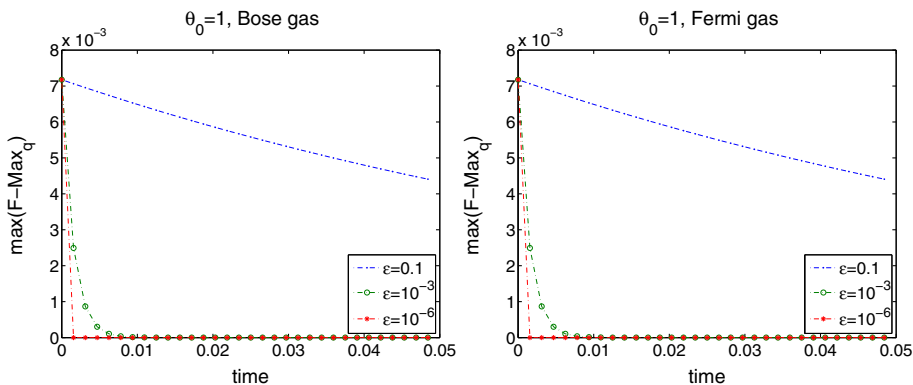 θ₀=1, Bose gas
x 10⁻³
8
7
6
5
4
3
2
1
0
max(F−Max_q)
0 0.01 0.02 0.03 0.04 0.05
time
ε=0.1
ε=10⁻³
ε=10⁻⁶
θ₀=1, Fermi gas
x 10⁻³
8
7
6
5
4
3
2
1
0
max(F−Max_q)
0 0.01 0.02 0.03 0.04 0.05
time
ε=0.1
ε=10⁻³
ε=10⁻⁶